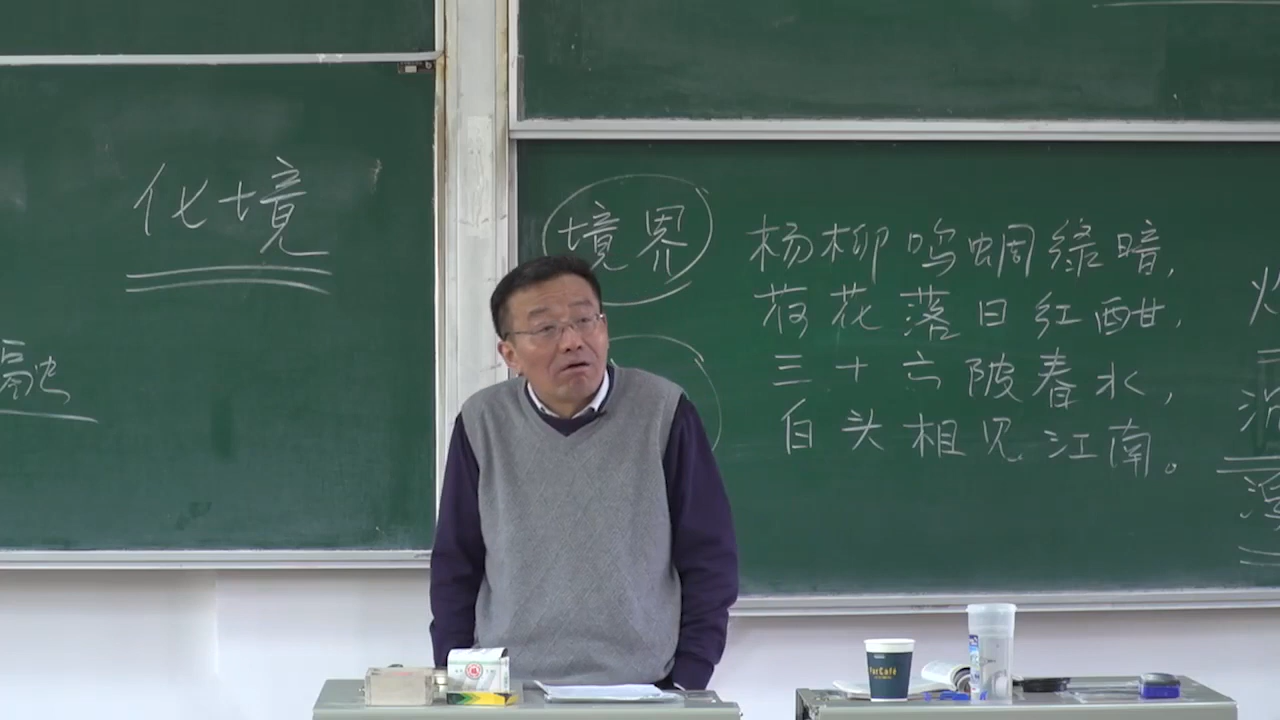 化境
融
境界
杨柳鸣蜩绿暗，
荷花落日红酣，
三十六陂春水，
白头相见江南。